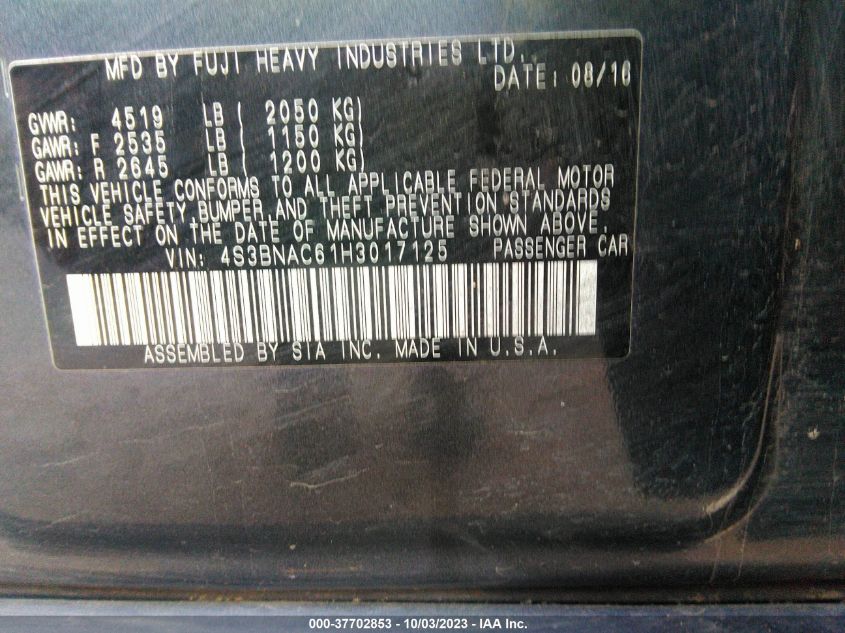 MFD BY FUJI HEAVY INDUSTRIES LTD.
DATE: 08/16
GVWR: 4519 LB ( 2050 KG)
GAWR: F 2535 LB ( 1150 KG)
GAWR: R 2645 LB ( 1200 KG)
THIS VEHICLE CONFORMS TO ALL APPLICABLE FEDERAL MOTOR
VEHICLE SAFETY,BUMPER,AND THEFT PREVENTION STANDARDS
IN EFFECT ON THE DATE OF MANUFACTURE SHOWN ABOVE.
VIN: 4S3BNAC61H3017125 PASSENGER CAR
ASSEMBLED BY SIA INC. MADE IN U.S.A.
000-37702853 - 10/03/2023 - IAA Inc.